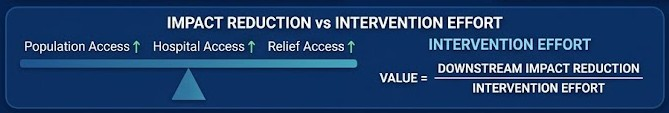 IMPACT REDUCTION vs INTERVENTION EFFORT
Population Access ↑ Hospital Access ↑ Relief Access ↑
INTERVENTION EFFORT
VALUE = DOWNSTREAM IMPACT REDUCTION
INTERVENTION EFFORT